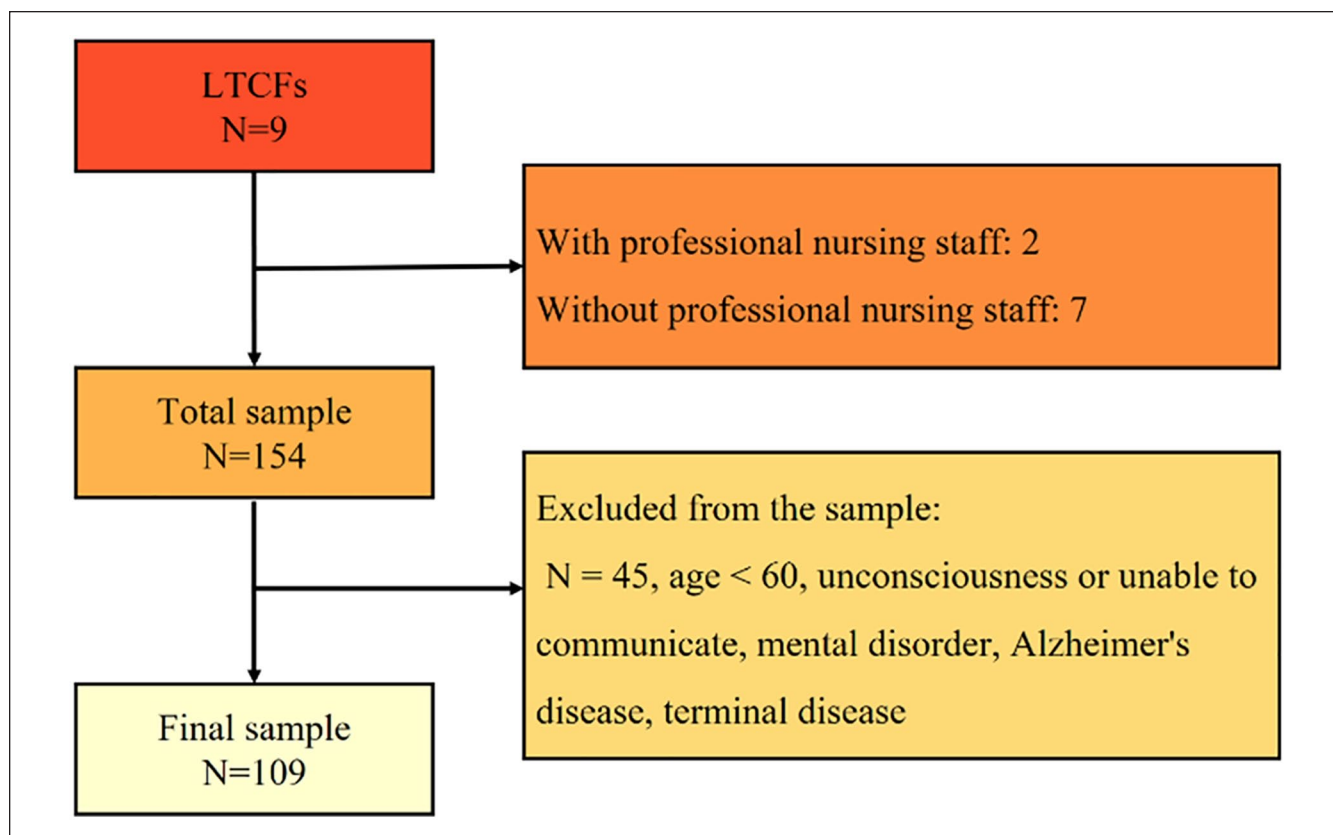 LTCFs
N=9
With professional nursing staff: 2
Without professional nursing staff: 7
Total sample
N=154
Excluded from the sample:
N = 45, age < 60, unconsciousness or unable to
communicate, mental disorder, Alzheimer's
disease, terminal disease
Final sample
N=109